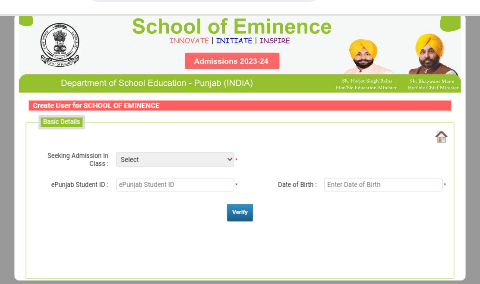 School of Eminence
INNOVATE | INITIATE | INSPIRE
Admissions 2023-24
Department of School Education - Punjab (INDIA)
Sh. Harjot Singh Bains
Hon'ble Education Minister
Sh. Bhagwant Mann
Hon'ble Chief Minister
Create User for SCHOOL OF EMINENCE
Basic Details
Seeking Admission in
Class :
Select
*
ePunjab Student ID :
ePunjab Student ID
*
Date of Birth :
Enter Date of Birth
*
Verify